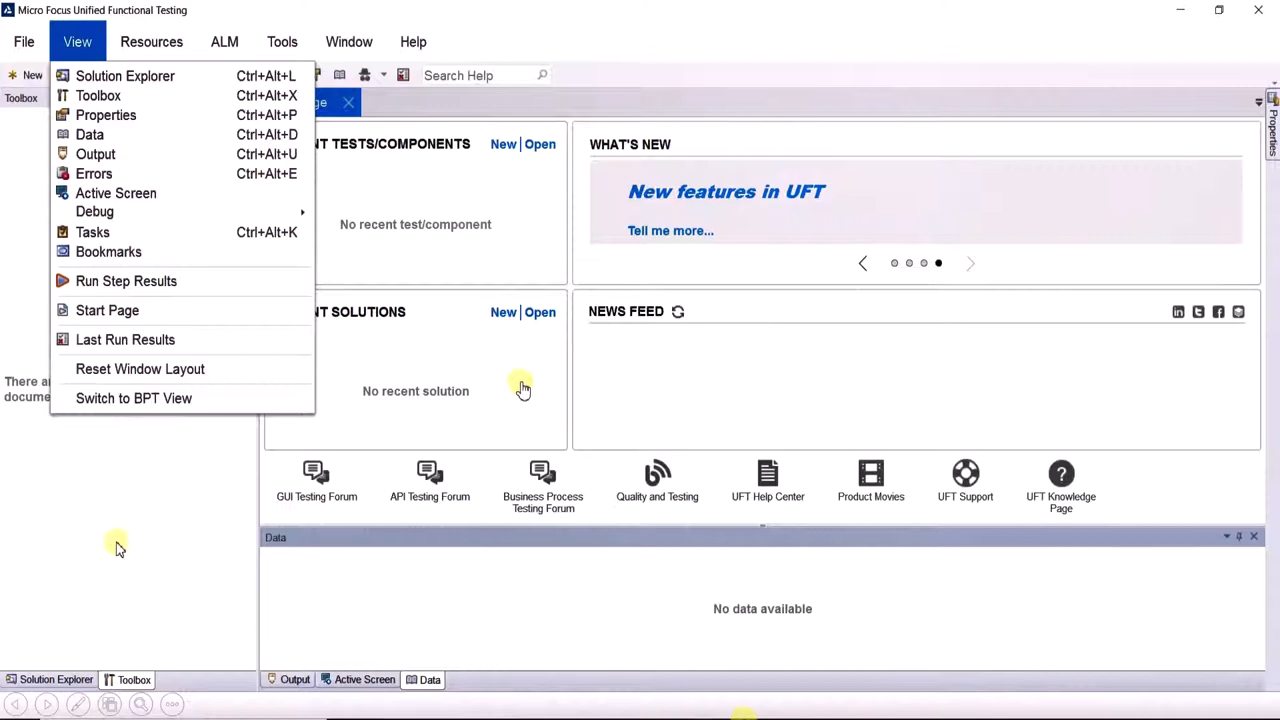 Micro Focus Unified Functional Testing
File View Resources ALM Tools Window Help
New
Search Help
Toolbox
ge
Solution Explorer Ctrl+Alt+L
Toolbox Ctrl+Alt+X
Properties Ctrl+Alt+P
Data Ctrl+Alt+D
Output Ctrl+Alt+U
Errors Ctrl+Alt+E
Active Screen
Debug
Tasks Ctrl+Alt+K
Bookmarks
Run Step Results
Start Page
Last Run Results
Reset Window Layout
Switch to BPT View
There a
docume
NT TESTS/COMPONENTS New | Open
No recent test/component
WHAT'S NEW
New features in UFT
Tell me more...
NT SOLUTIONS New | Open
No recent solution
NEWS FEED
Properties
GUI Testing Forum
API Testing Forum
Business Process
Testing Forum
Quality and Testing
UFT Help Center
Product Movies
UFT Support
UFT Knowledge
Page
Data
No data available
Solution Explorer Toolbox
Output Active Screen Data